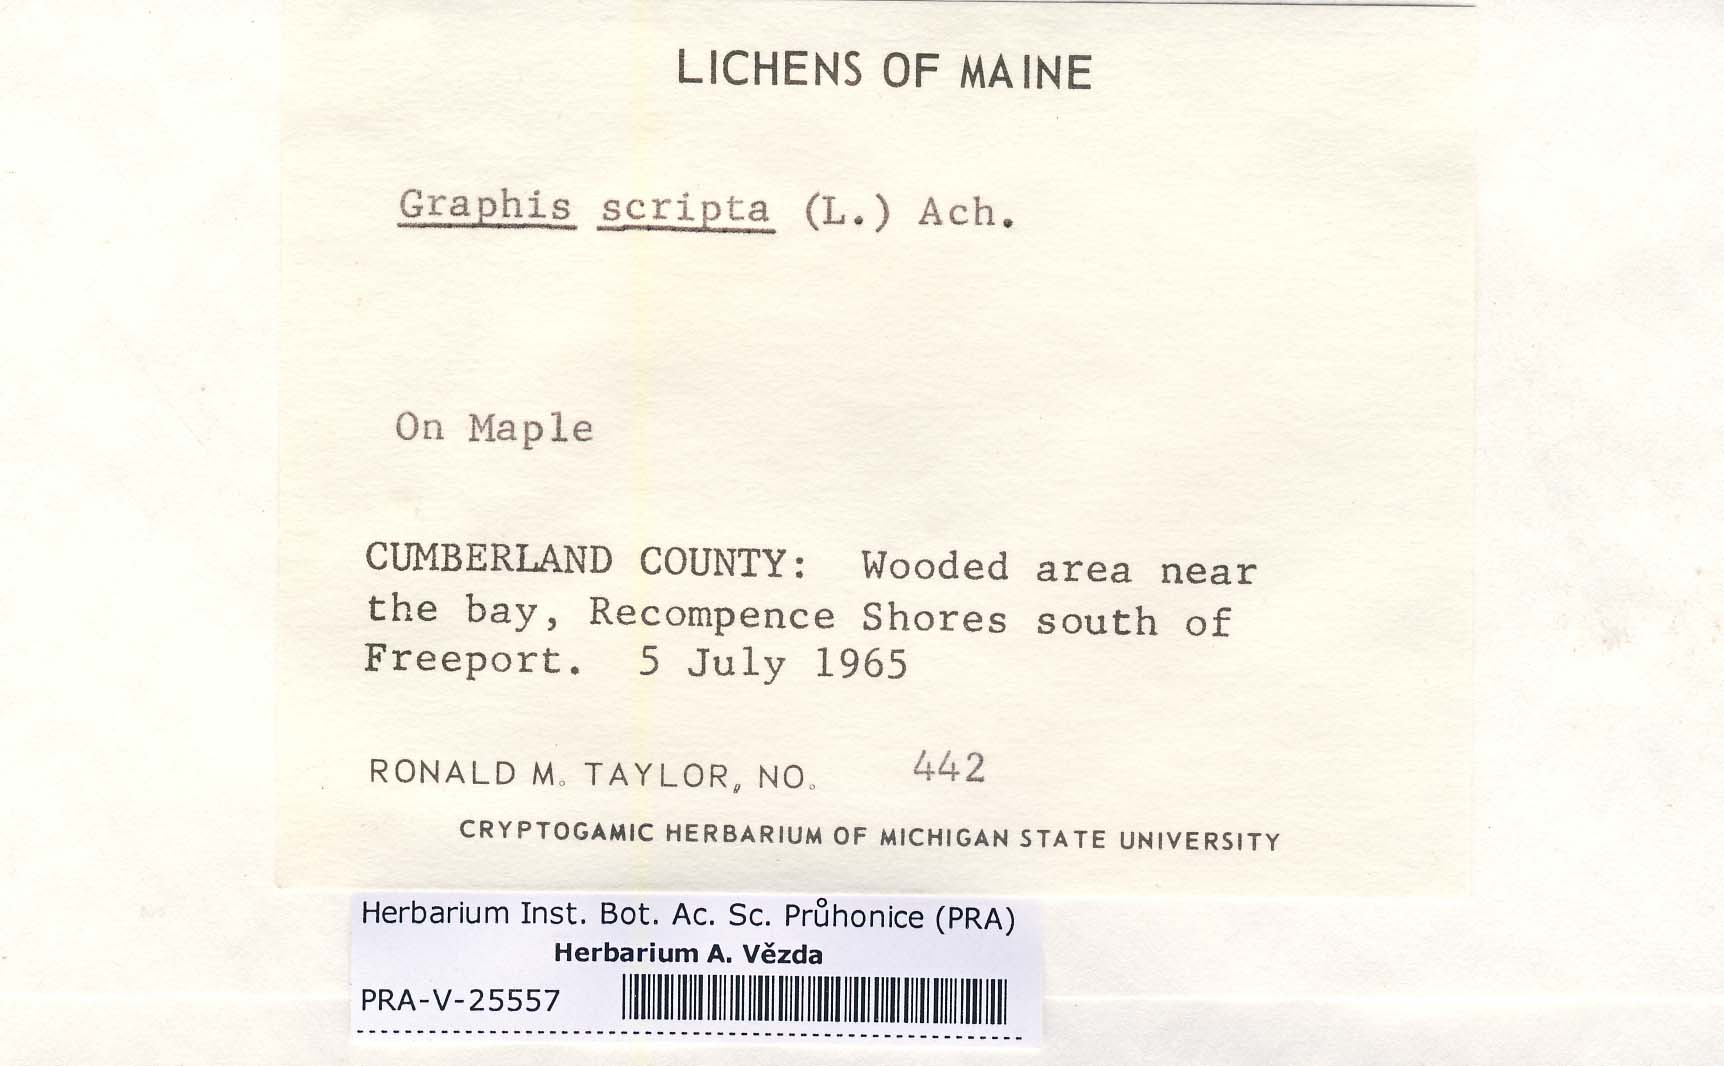 LICHENS OF MAINE
Graphis scripta (L.) Ach.
On Maple
CUMBERLAND COUNTY: Wooded area near
the bay, Recompence Shores south of
Freeport. 5 July 1965
RONALD M. TAYLOR, NO. 442
CRYPTOGAMIC HERBARIUM OF MICHIGAN STATE UNIVERSITY
Herbarium Inst. Bot. Ac. Sc. Průhonice (PRA)
Herbarium A. Vězda
PRA-V-25557